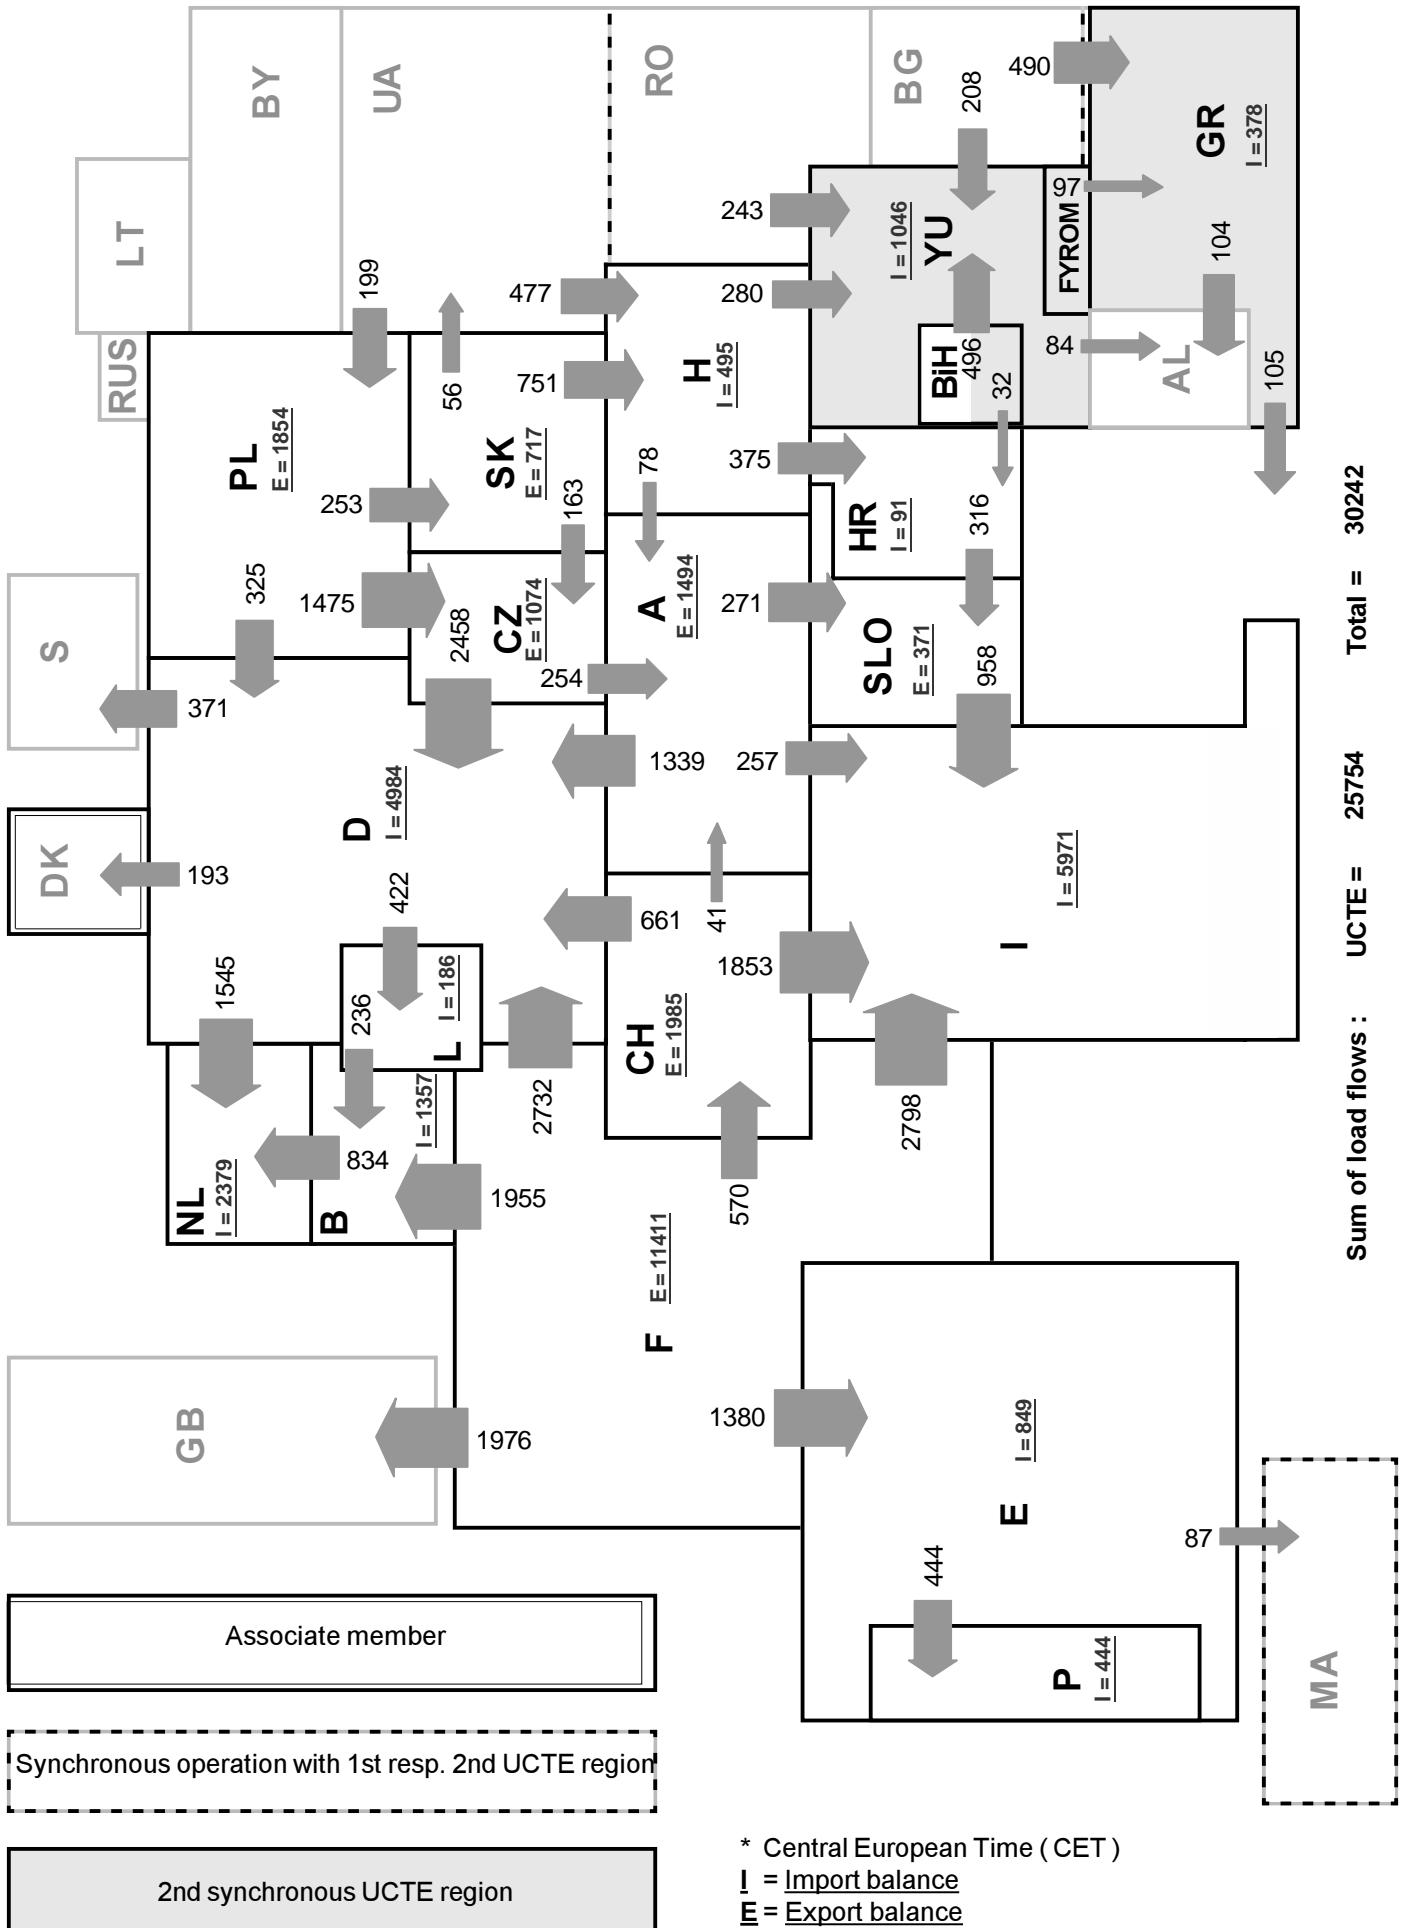 BY
UA
RO
BG
208
490
GR
I = 378
LT
199
477
243
280
I = 1046
YU
97
FYROM
104
RUS
PL
E = 1854
56
751
H
I = 495
BiH
496
32
84
AL
105
253
SK
E = 717
163
78
375
HR
I = 91
316
S
325
1475
2458
CZ
E = 1074
254
A
E = 1494
271
SLO
E = 371
958
371
D
I = 4984
1339
257
DK
193
422
661
41
1853
I
I = 5971
1545
236
L
I = 186
2732
CH
E = 1985
2798
NL
I = 2379
834
B
I = 1357
1955
570
F
E = 11411
GB
1976
1380
E
I = 849
444
87
P
I = 444
MA
Sum of load flows : UCTE = 25754 Total = 30242
Associate member
Synchronous operation with 1st resp. 2nd UCTE region
2nd synchronous UCTE region
* Central European Time ( CET )
I = Import balance
E = Export balance